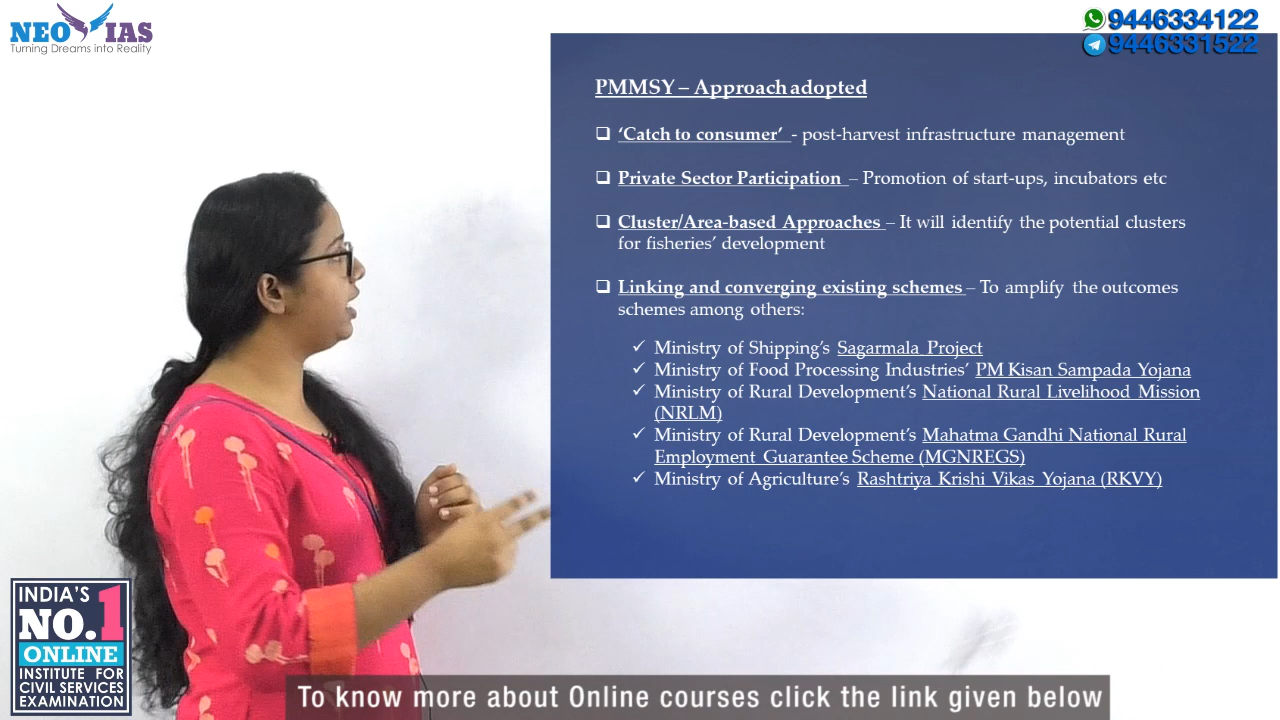 NEO IAS
Turning Dreams into Reality
9446334122
9446331522
PMMSY – Approach adopted
❑ ‘Catch to consumer’ - post-harvest infrastructure management
❑ Private Sector Participation – Promotion of start-ups, incubators etc
❑ Cluster/Area-based Approaches – It will identify the potential clusters
for fisheries’ development
❑ Linking and converging existing schemes – To amplify the outcomes
schemes among others:
✓ Ministry of Shipping’s Sagarmala Project
✓ Ministry of Food Processing Industries’ PM Kisan Sampada Yojana
✓ Ministry of Rural Development’s National Rural Livelihood Mission
(NRLM)
✓ Ministry of Rural Development’s Mahatma Gandhi National Rural
Employment Guarantee Scheme (MGNREGS)
✓ Ministry of Agriculture’s Rashtriya Krishi Vikas Yojana (RKVY)
INDIA’S
NO.1
ONLINE
INSTITUTE FOR
CIVIL SERVICES
EXAMINATION
To know more about Online courses click the link given below